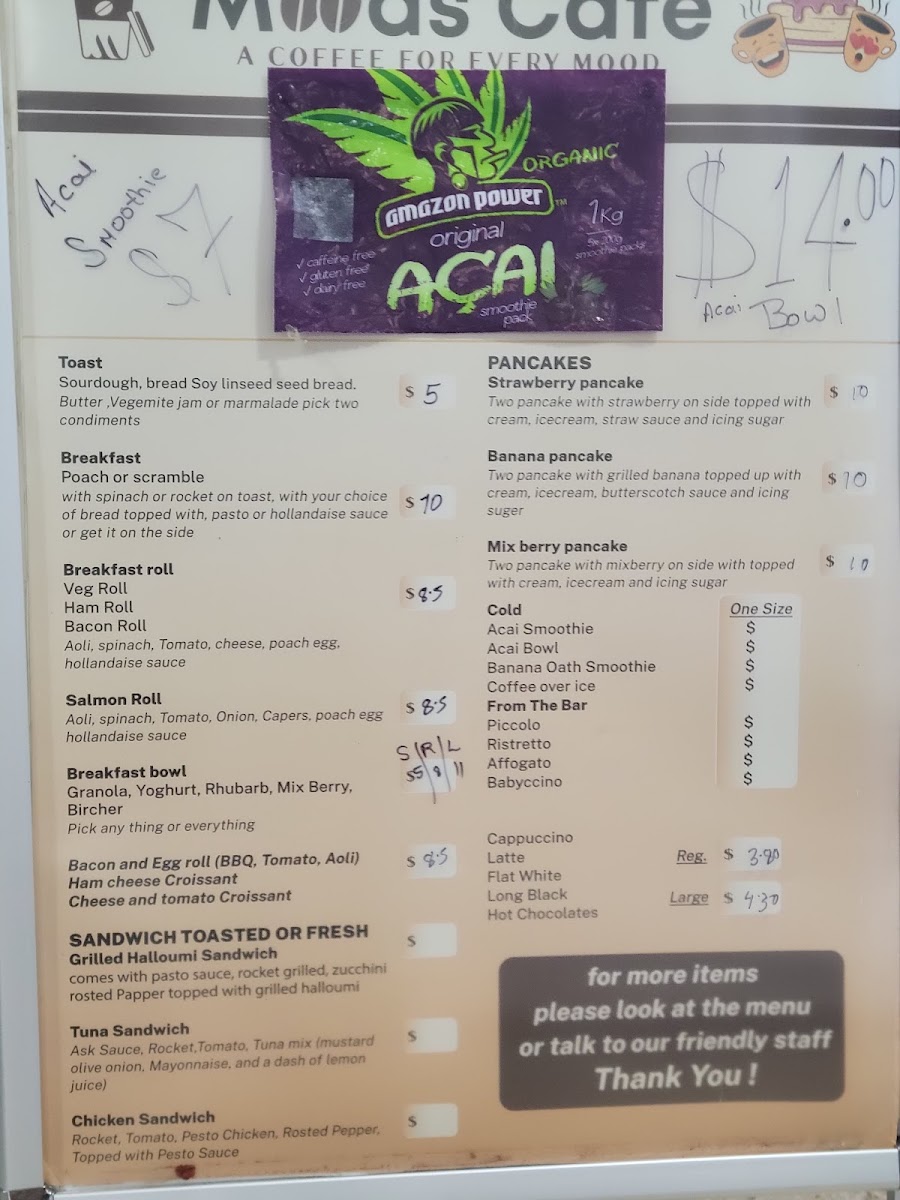 Moods Cafe
A COFFEE FOR EVERY MOOD
Acai
Smoothie
$7
ORGANIC
amazon power™
original
AÇAI
smoothie
pack
1Kg
smoothie packs
✓ caffeine free
✓ gluten free
✓ dairy free
$14.00
Acai Bowl
Toast
Sourdough, bread Soy linseed seed bread.
Butter ,Vegemite jam or marmalade pick two
condiments
$ 5
Breakfast
Poach or scramble
with spinach or rocket on toast, with your choice
of bread topped with, pasto or hollandaise sauce
or get it on the side
$ 10
Breakfast roll
Veg Roll
Ham Roll
Bacon Roll
Aoli, spinach, Tomato, cheese, poach egg,
hollandaise sauce
$ 8.5
Salmon Roll
Aoli, spinach, Tomato, Onion, Capers, poach egg
hollandaise sauce
$ 8.5
Breakfast bowl
Granola, Yoghurt, Rhubarb, Mix Berry,
Bircher
Pick any thing or everything
S/R/L
$5/8/11
Bacon and Egg roll (BBQ, Tomato, Aoli)
Ham cheese Croissant
Cheese and tomato Croissant
$ 8.5
SANDWICH TOASTED OR FRESH
Grilled Halloumi Sandwich
comes with pasto sauce, rocket grilled, zucchini
rosted Papper topped with grilled halloumi
$
Tuna Sandwich
Ask Sauce, Rocket,Tomato, Tuna mix (mustard
olive onion, Mayonnaise, and a dash of lemon
juice)
$
Chicken Sandwich
Rocket, Tomato, Pesto Chicken, Rosted Pepper,
Topped with Pesto Sauce
$
PANCAKES
Strawberry pancake
Two pancake with strawberry on side topped with
cream, icecream, straw sauce and icing sugar
$ 10
Banana pancake
Two pancake with grilled banana topped up with
cream, icecream, butterscotch sauce and icing
suger
$ 10
Mix berry pancake
Two pancake with mixberry on side with topped
with cream, icecream and icing sugar
$ 10
Cold One Size
Acai Smoothie $
Acai Bowl $
Banana Oath Smoothie $
Coffee over ice $
From The Bar
Piccolo $
Ristretto $
Affogato $
Babyccino $
Cappuccino
Latte Reg. $ 3.80
Flat White
Long Black Large $ 4.30
Hot Chocolates
for more items
please look at the menu
or talk to our friendly staff
Thank You !